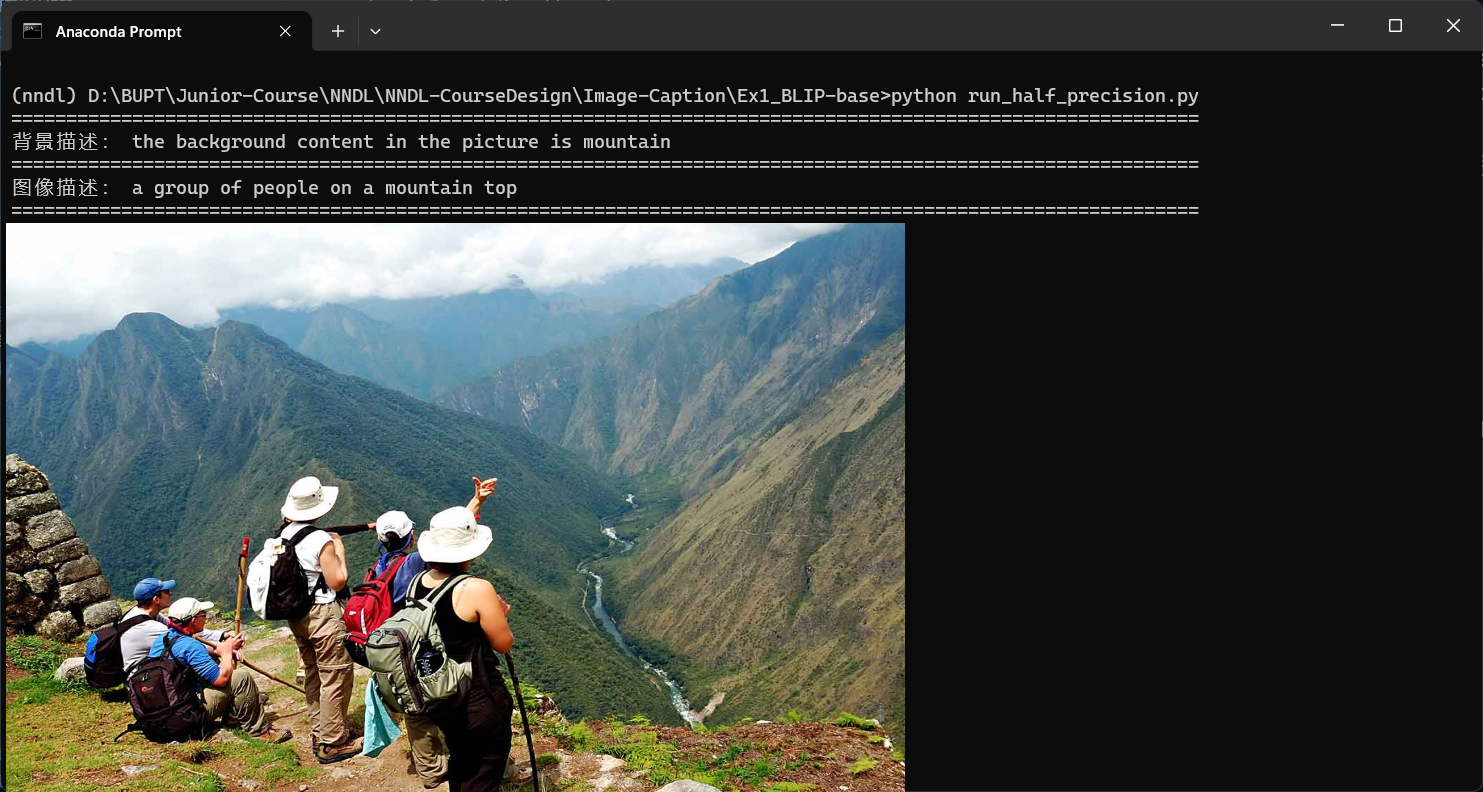 Anaconda Prompt
(nndl) D:\BUPT\Junior-Course\NNDL\NNDL-CourseDesign\Image-Caption\Ex1_BLIP-base>python run_half_precision.py
============================================================================================================
背景描述: the background content in the picture is mountain
============================================================================================================
图像描述: a group of people on a mountain top
============================================================================================================